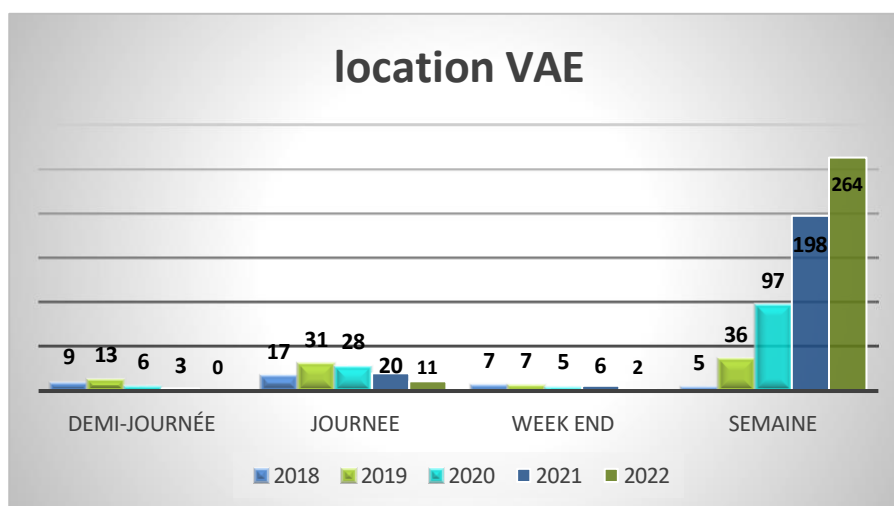 location VAE
9 13 6 3 0
17 31 28 20 11
7 7 5 6 2
5 36 97 198 264
DEMI-JOURNÉE JOURNEE WEEK END SEMAINE
2018 2019 2020 2021 2022